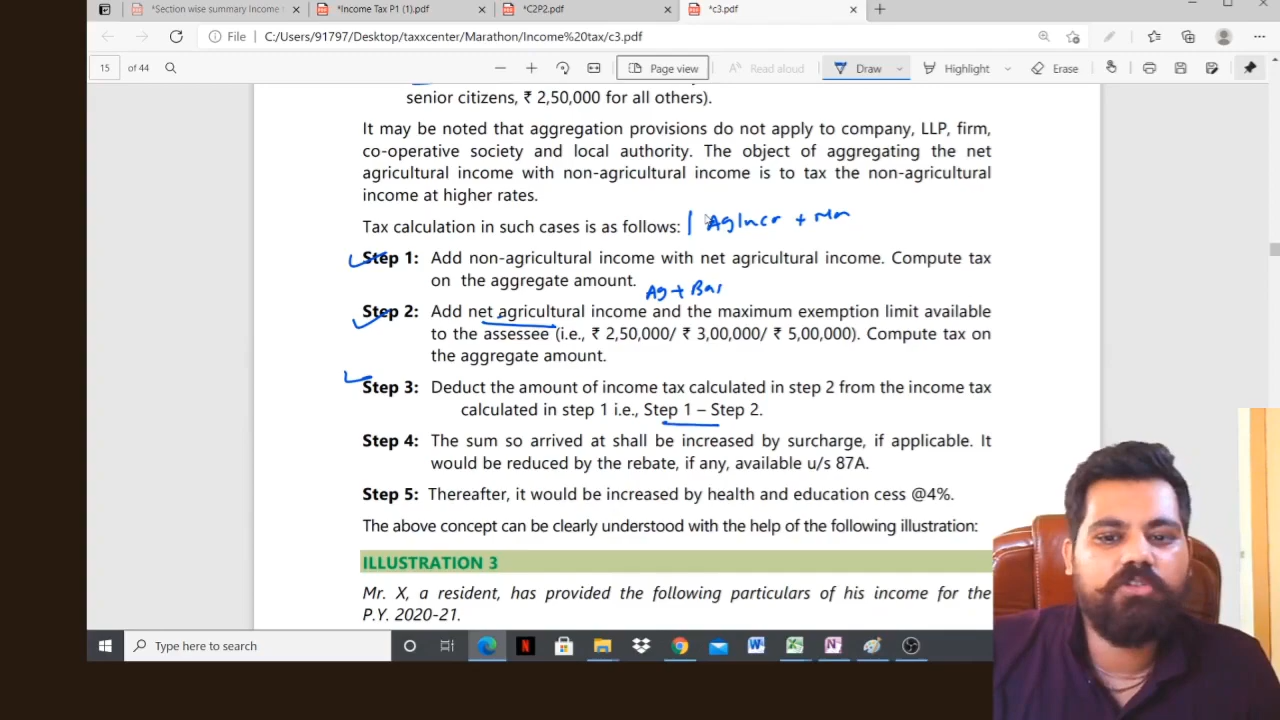 *Section wise summary Income
*Income Tax P1 (1).pdf
*C2P2.pdf
*c3.pdf
File
C:/Users/91797/Desktop/taxxcenter/Marathon/Income%20tax/c3.pdf
15 of 44
Page view
Read aloud
Draw
Highlight
Erase
senior citizens, ₹ 2,50,000 for all others).
It may be noted that aggregation provisions do not apply to company, LLP, firm,
co-operative society and local authority. The object of aggregating the net
agricultural income with non-agricultural income is to tax the non-agricultural
income at higher rates.
Tax calculation in such cases is as follows:
Step 1: Add non-agricultural income with net agricultural income. Compute tax
on the aggregate amount.
Ag + Bas
Step 2: Add net agricultural income and the maximum exemption limit available
to the assessee (i.e., ₹ 2,50,000/ ₹ 3,00,000/ ₹ 5,00,000). Compute tax on
the aggregate amount.
Step 3: Deduct the amount of income tax calculated in step 2 from the income tax
calculated in step 1 i.e., Step 1 – Step 2.
Step 4: The sum so arrived at shall be increased by surcharge, if applicable. It
would be reduced by the rebate, if any, available u/s 87A.
Step 5: Thereafter, it would be increased by health and education cess @4%.
The above concept can be clearly understood with the help of the following illustration:
ILLUSTRATION 3
Mr. X, a resident, has provided the following particulars of his income for the
P.Y. 2020-21.
Type here to search